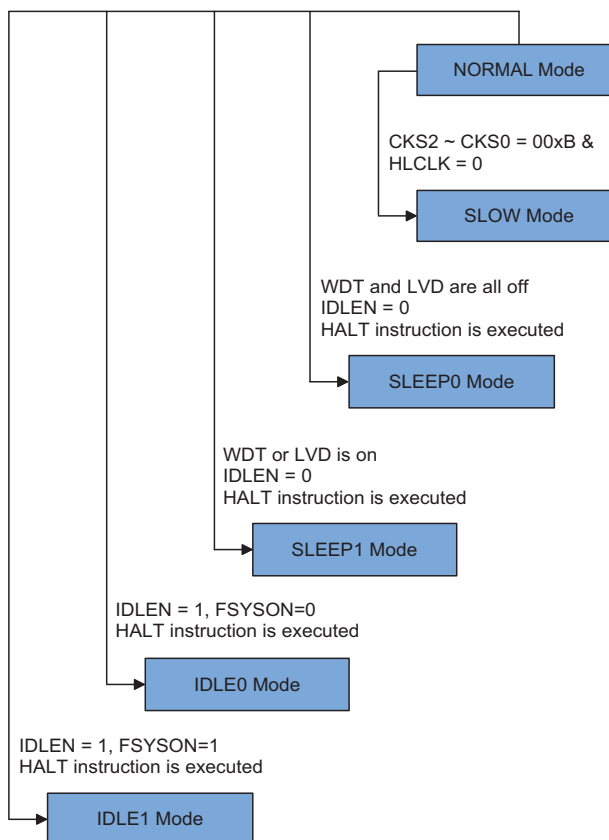 NORMAL Mode
CKS2 ~ CKS0 = 00xB &
HLCLK = 0
SLOW Mode
WDT and LVD are all off
IDLEN = 0
HALT instruction is executed
SLEEP0 Mode
WDT or LVD is on
IDLEN = 0
HALT instruction is executed
SLEEP1 Mode
IDLEN = 1, FSYSON=0
HALT instruction is executed
IDLE0 Mode
IDLEN = 1, FSYSON=1
HALT instruction is executed
IDLE1 Mode